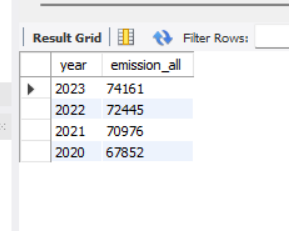 Result Grid Filter Rows:
year emission_all
2023 74161
2022 72445
2021 70976
2020 67852